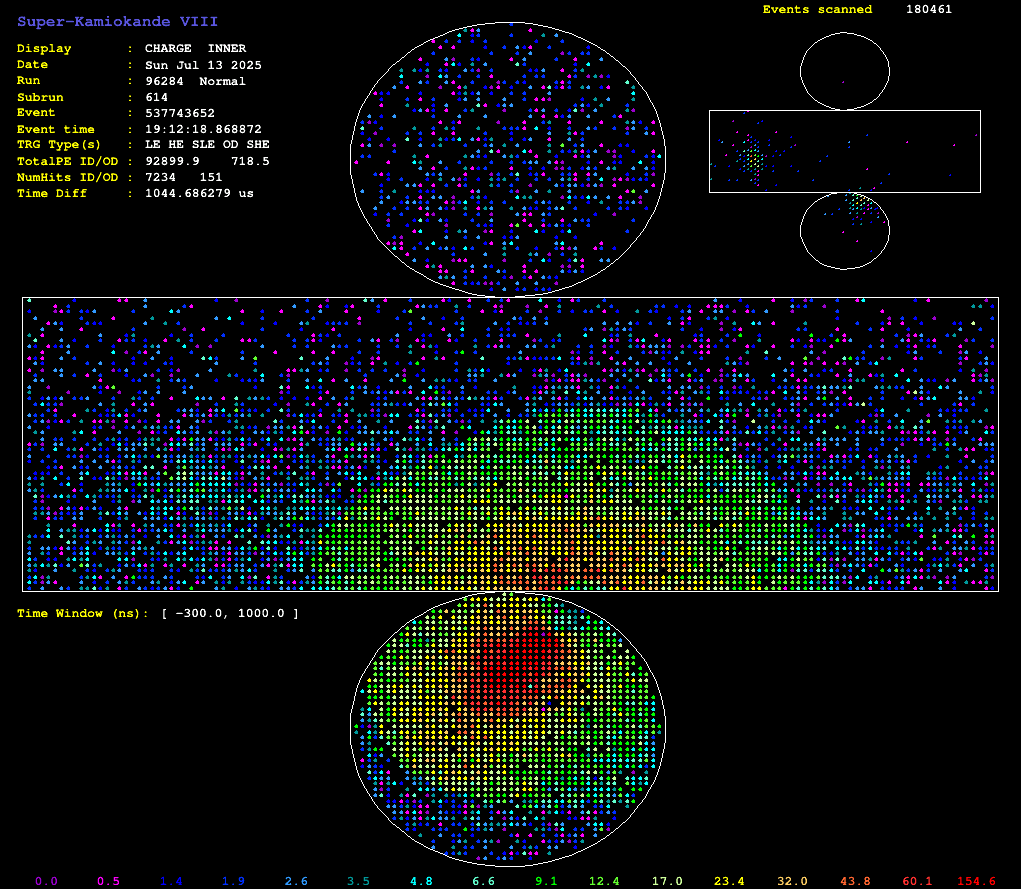 Super-Kamiokande VIII
Events scanned 180461
Display : CHARGE INNER
Date : Sun Jul 13 2025
Run : 96284 Normal
Subrun : 614
Event : 537743652
Event time : 19:12:18.868872
TRG Type(s) : LE HE SLE OD SHE
TotalPE ID/OD : 92899.9 718.5
NumHits ID/OD : 7234 151
Time Diff : 1044.686279 us
Time Window (ns): [ -300.0, 1000.0 ]
0.0 0.5 1.4 1.9 2.6 3.5 4.8 6.6 9.1 12.4 17.0 23.4 32.0 43.8 60.1 154.6